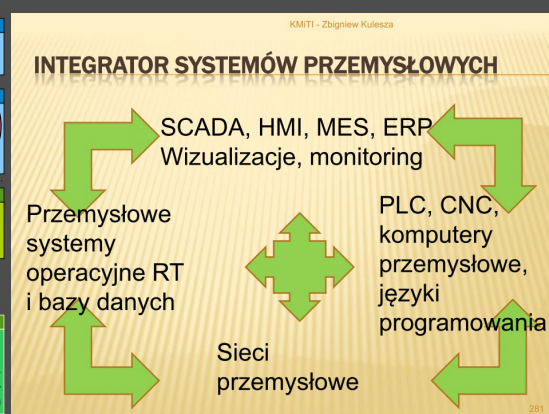 KMiTI - Zbigniew Kulesza
INTEGRATOR SYSTEMÓW PRZEMYSŁOWYCH
SCADA, HMI, MES, ERP
Wizualizacje, monitoring
Przemysłowe
systemy
operacyjne RT
i bazy danych
PLC, CNC,
komputery
przemysłowe,
języki
programowania
Sieci
przemysłowe
281